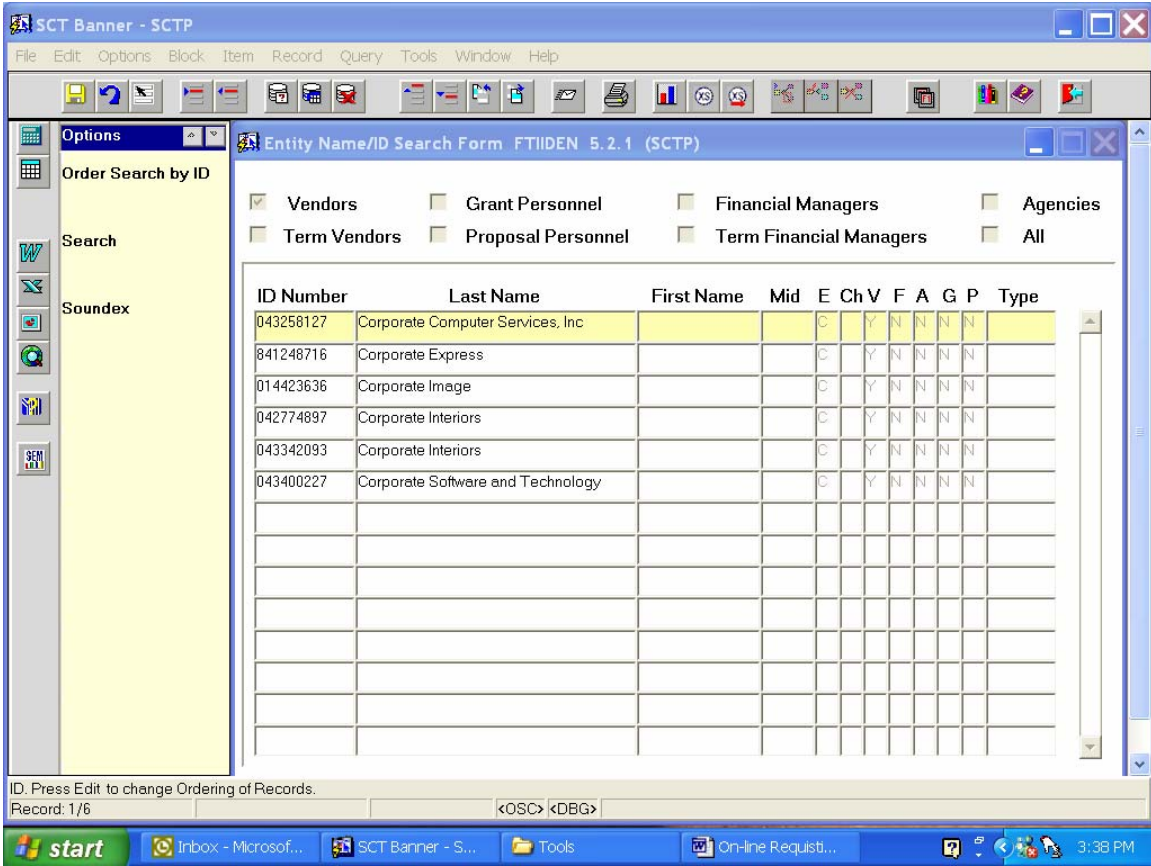 SCT Banner - SCTP
File Edit Options Block Item Record Query Tools Window Help
Options
Order Search by ID
Search
Soundex
Entity Name/ID Search Form FTIIDEN 5.2.1 (SCTP)
Vendors Grant Personnel Financial Managers Agencies
Term Vendors Proposal Personnel Term Financial Managers All
ID Number Last Name First Name Mid E Ch V F A G P Type
043258127 Corporate Computer Services, Inc C Y N N N N
841248716 Corporate Express C Y N N N N
014423636 Corporate Image C Y N N N N
042774897 Corporate Interiors C Y N N N N
043342093 Corporate Interiors C Y N N N N
043400227 Corporate Software and Technology C Y N N N N
ID. Press Edit to change Ordering of Records.
Record: 1/6 <OSC> <DBG>
start Inbox - Microsof... SCT Banner - S... Tools On-line Requisti... 3:38 PM